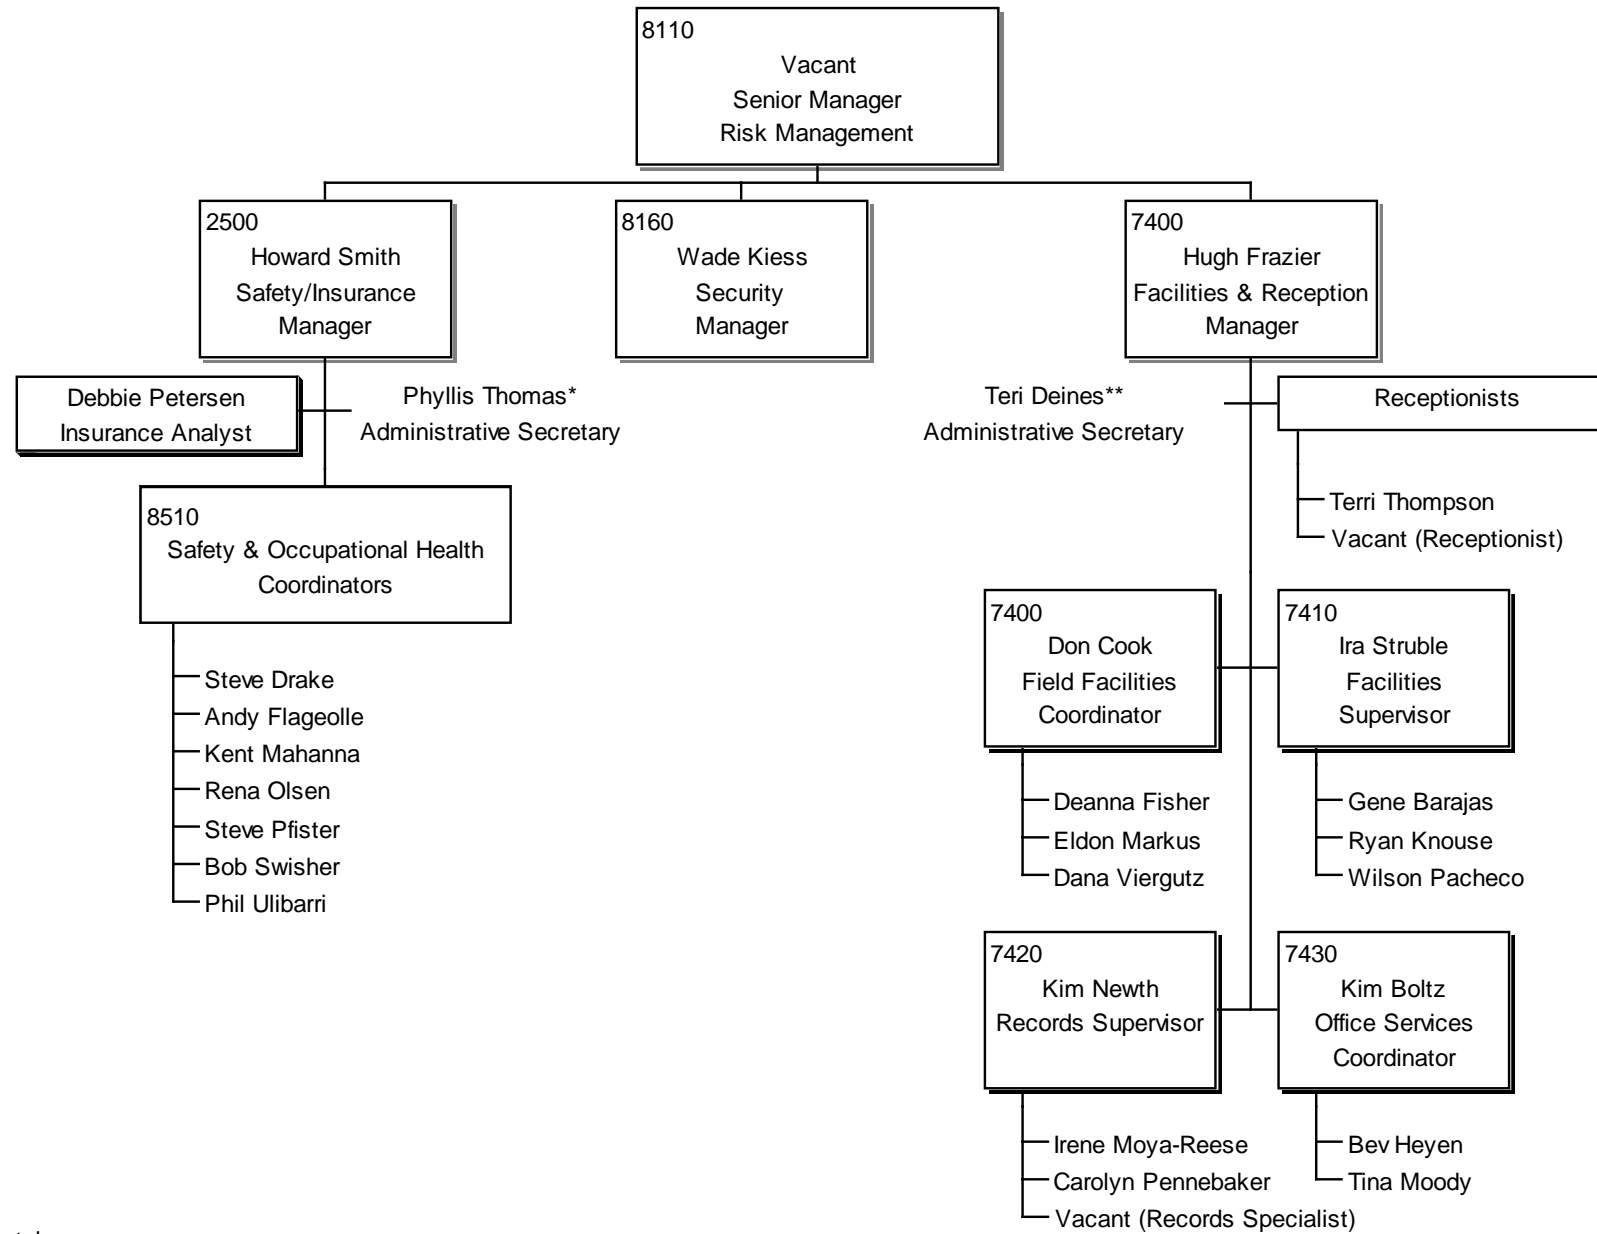 8110
Vacant
Senior Manager
Risk Management
2500
Howard Smith
Safety/Insurance
Manager
8160
Wade Kiess
Security
Manager
7400
Hugh Frazier
Facilities & Reception
Manager
Debbie Petersen
Insurance Analyst
Phyllis Thomas*
Administrative Secretary
Teri Deines**
Administrative Secretary
Receptionists
Terri Thompson
Vacant (Receptionist)
8510
Safety & Occupational Health
Coordinators
Steve Drake
Andy Flageolle
Kent Mahanna
Rena Olsen
Steve Pfister
Bob Swisher
Phil Ulibarri
7400
Don Cook
Field Facilities
Coordinator
Deanna Fisher
Eldon Markus
Dana Viergutz
7410
Ira Struble
Facilities
Supervisor
Gene Barajas
Ryan Knouse
Wilson Pacheco
7420
Kim Newth
Records Supervisor
Irene Moya-Reese
Carolyn Pennebaker
Vacant (Records Specialist)
7430
Kim Boltz
Office Services
Coordinator
Bev Heyen
Tina Moody